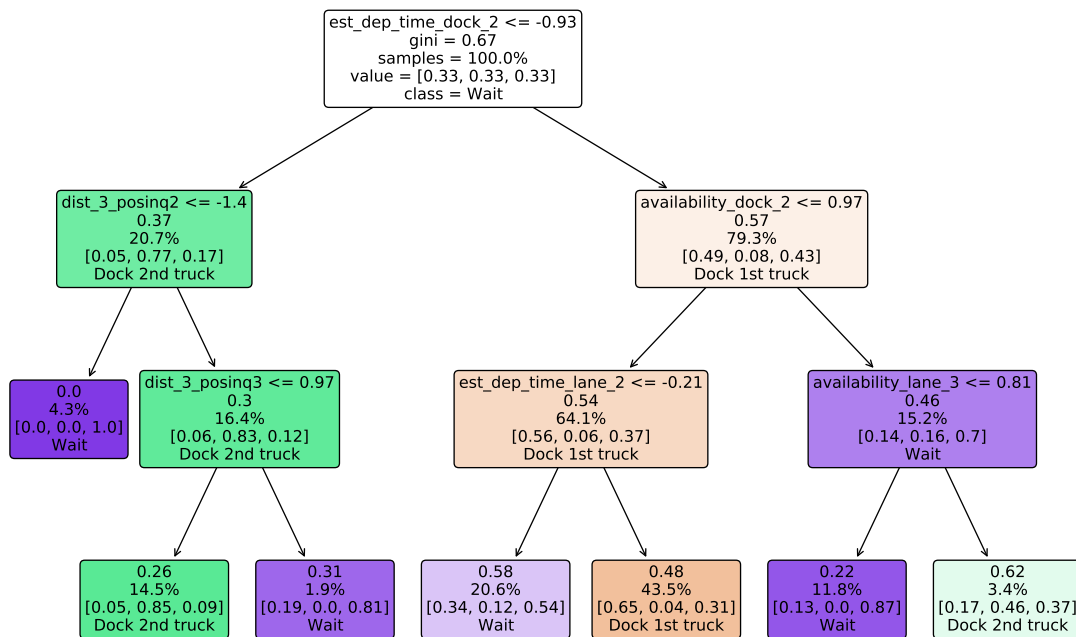 est_dep_time_dock_2 <= -0.93
gini = 0.67
samples = 100.0%
value = [0.33, 0.33, 0.33]
class = Wait
dist_3_posinq2 <= -1.4
0.37
20.7%
[0.05, 0.77, 0.17]
Dock 2nd truck
availability_dock_2 <= 0.97
0.57
79.3%
[0.49, 0.08, 0.43]
Dock 1st truck
0.0
4.3%
[0.0, 0.0, 1.0]
Wait
dist_3_posinq3 <= 0.97
0.3
16.4%
[0.06, 0.83, 0.12]
Dock 2nd truck
est_dep_time_lane_2 <= -0.21
0.54
64.1%
[0.56, 0.06, 0.37]
Dock 1st truck
availability_lane_3 <= 0.81
0.46
15.2%
[0.14, 0.16, 0.7]
Wait
0.26
14.5%
[0.05, 0.85, 0.09]
Dock 2nd truck
0.31
1.9%
[0.19, 0.0, 0.81]
Wait
0.58
20.6%
[0.34, 0.12, 0.54]
Wait
0.48
43.5%
[0.65, 0.04, 0.31]
Dock 1st truck
0.22
11.8%
[0.13, 0.0, 0.87]
Wait
0.62
3.4%
[0.17, 0.46, 0.37]
Dock 2nd truck